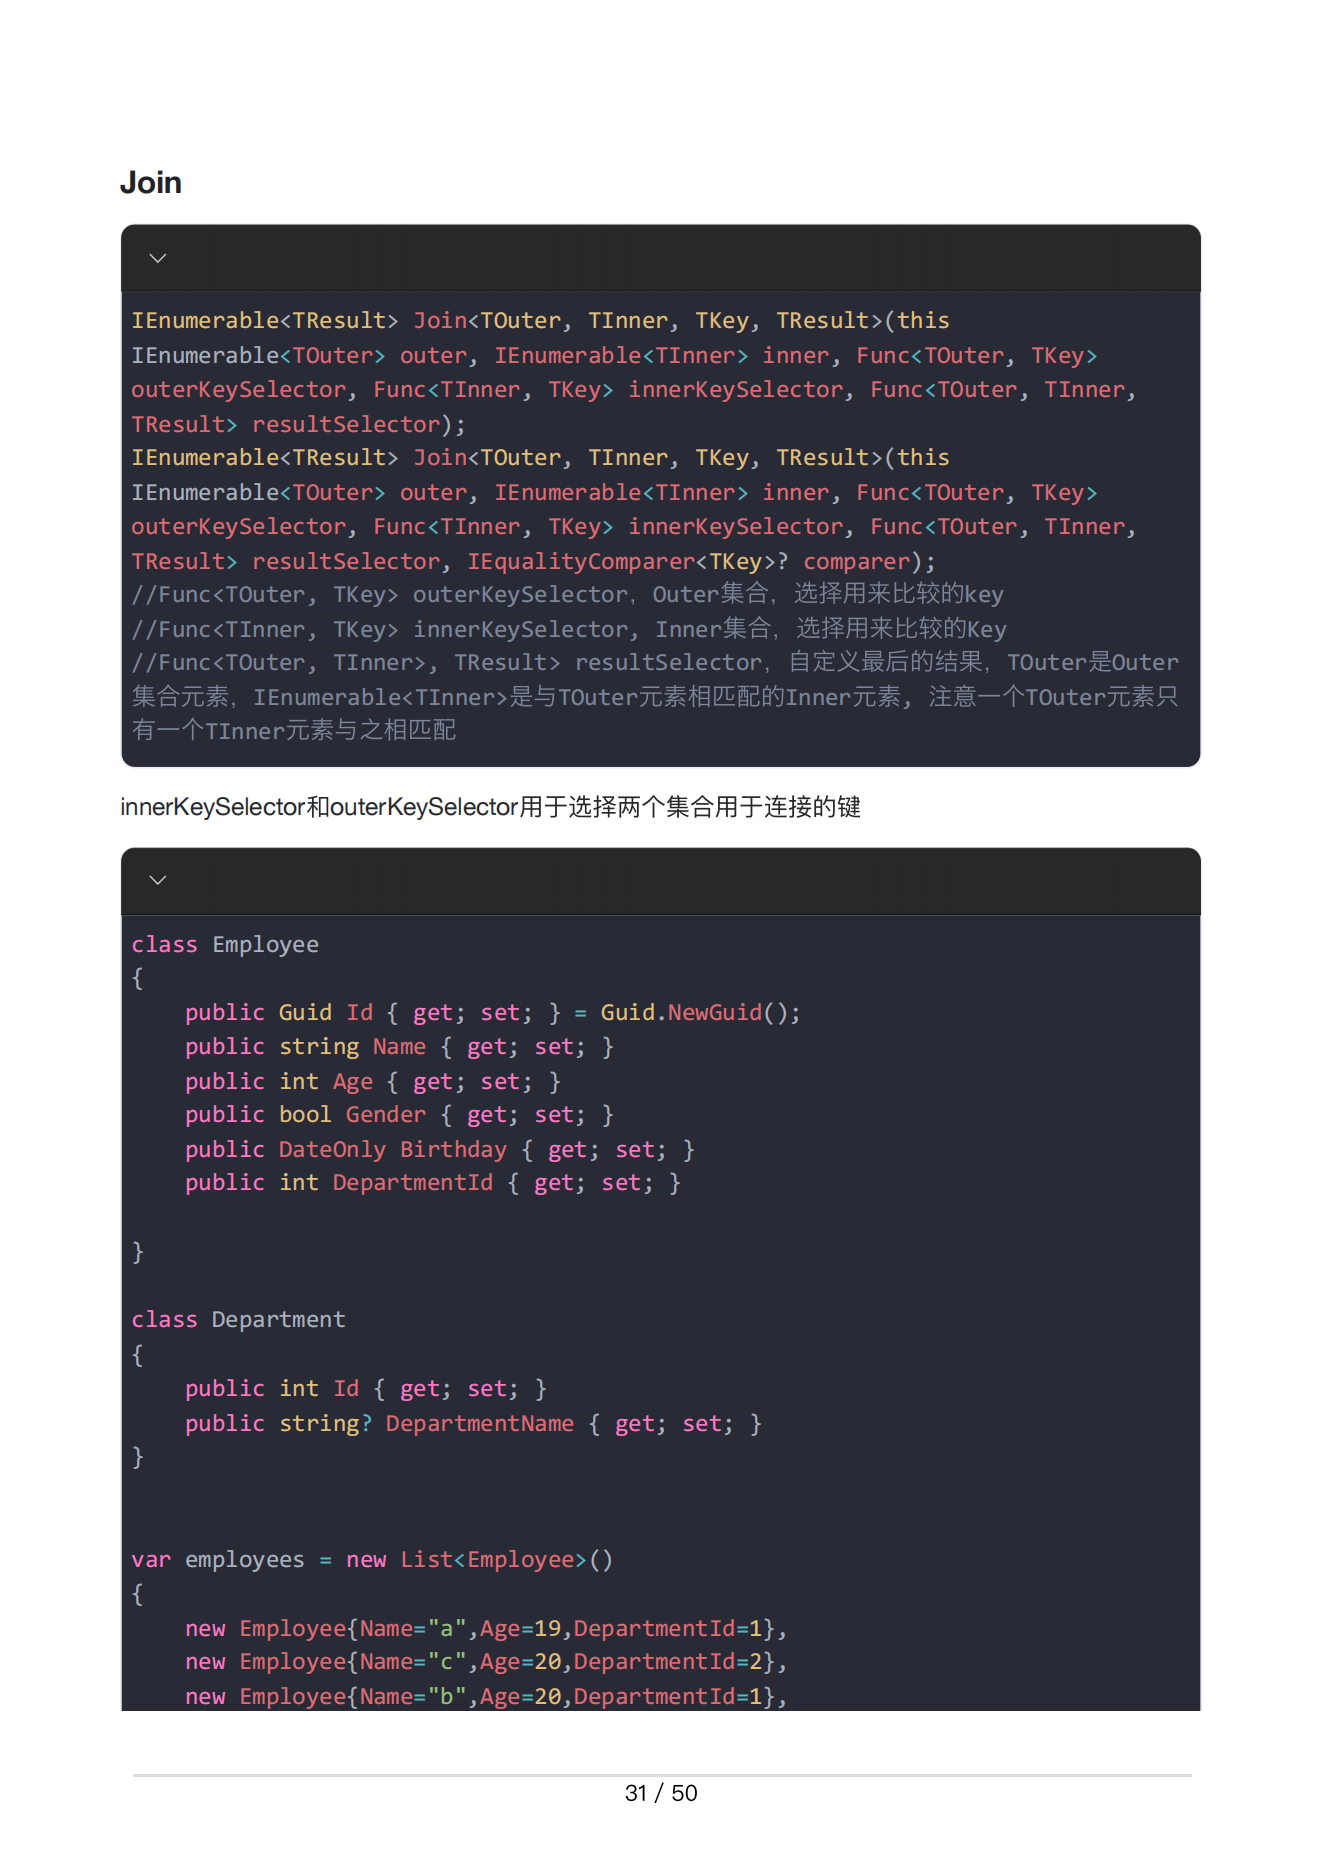 Join
IEnumerable<TResult> Join<TOuter, TInner, TKey, TResult>(this
IEnumerable<TOuter> outer, IEnumerable<TInner> inner, Func<TOuter, TKey>
outerKeySelector, Func<TInner, TKey> innerKeySelector, Func<TOuter, TInner,
TResult> resultSelector);
IEnumerable<TResult> Join<TOuter, TInner, TKey, TResult>(this
IEnumerable<TOuter> outer, IEnumerable<TInner> inner, Func<TOuter, TKey>
outerKeySelector, Func<TInner, TKey> innerKeySelector, Func<TOuter, TInner,
TResult> resultSelector, IEqualityComparer<TKey>? comparer);
//Func<TOuter, TKey> outerKeySelector，Outer集合，选择用来比较的key
//Func<TInner, TKey> innerKeySelector, Inner集合，选择用来比较的Key
//Func<TOuter, TInner>, TResult> resultSelector，自定义最后的结果，TOuter是Outer
集合元素，IEnumerable<TInner>是与TOuter元素相匹配的Inner元素, 注意一个TOuter元素只
有一个TInner元素与之相匹配
innerKeySelector和outerKeySelector用于选择两个集合用于连接的键
class Employee
{
    public Guid Id { get; set; } = Guid.NewGuid();
    public string Name { get; set; }
    public int Age { get; set; }
    public bool Gender { get; set; }
    public DateOnly Birthday { get; set; }
    public int DepartmentId { get; set; }
}
class Department
{
    public int Id { get; set; }
    public string? DepartmentName { get; set; }
}
var employees = new List<Employee>()
{
    new Employee{Name="a",Age=19,DepartmentId=1},
    new Employee{Name="c",Age=20,DepartmentId=2},
    new Employee{Name="b",Age=20,DepartmentId=1},
31 / 50